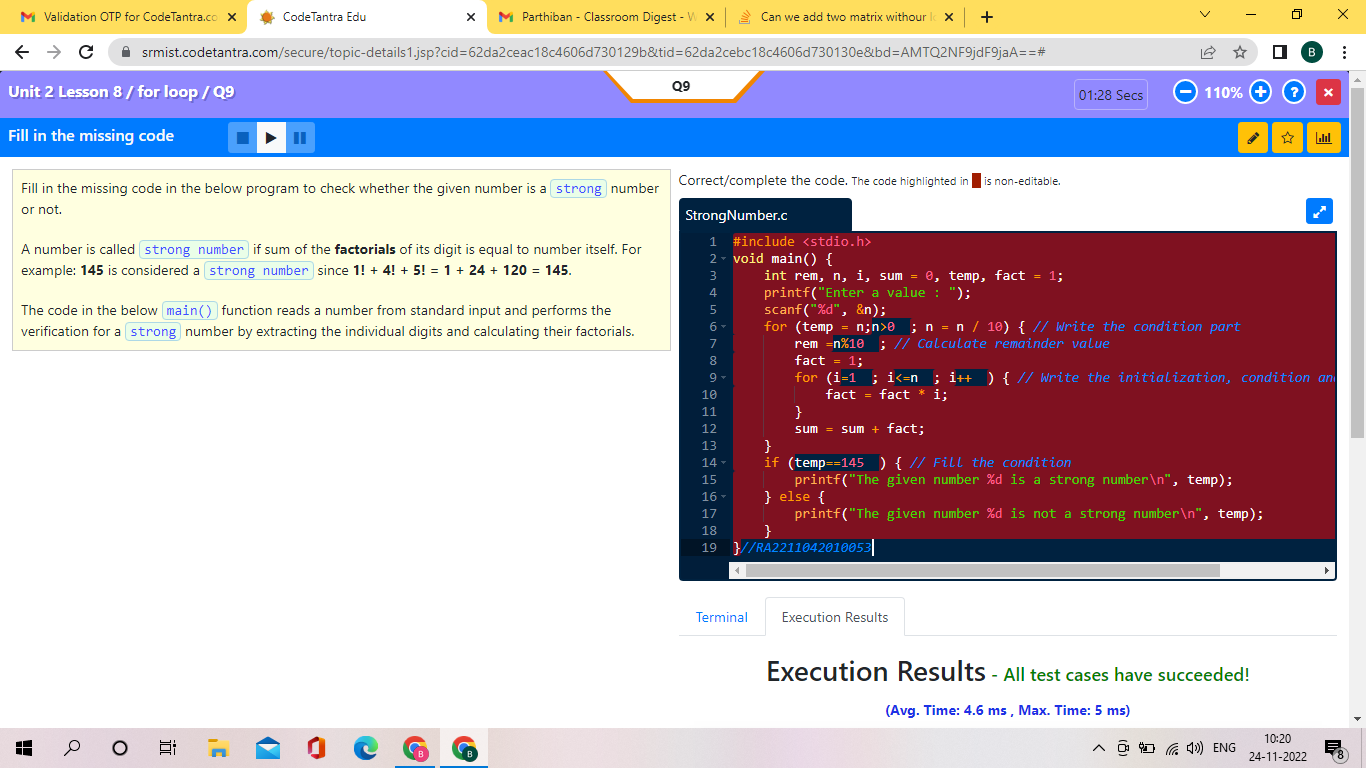 Validation OTP for CodeTantra.co
CodeTantra Edu
Parthiban - Classroom Digest - W
Can we add two matrix withour l
srmist.codetantra.com/secure/topic-details1.jsp?cid=62da2ceac18c4606d730129b&tid=62da2cebc18c4606d730130e&bd=AMTQ2NF9jdF9jaA==#
B
Unit 2 Lesson 8 / for loop / Q9
Q9
01:28 Secs
110%
?
Fill in the missing code
Fill in the missing code in the below program to check whether the given number is a strong number
or not.
A number is called strong number if sum of the factorials of its digit is equal to number itself. For
example: 145 is considered a strong number since 1! + 4! + 5! = 1 + 24 + 120 = 145.
The code in the below main() function reads a number from standard input and performs the
verification for a strong number by extracting the individual digits and calculating their factorials.
Correct/complete the code. The code highlighted in is non-editable.
StrongNumber.c
1 #include <stdio.h>
2 void main() {
3 int rem, n, i, sum = 0, temp, fact = 1;
4 printf("Enter a value : ");
5 scanf("%d", &n);
6 for (temp = n;n>0 ; n = n / 10) { // Write the condition part
7 rem =n%10 ; // Calculate remainder value
8 fact = 1;
9 for (i=1 ; i<=n ; i++ ) { // Write the initialization, condition an
10 fact = fact * i;
11 }
12 sum = sum + fact;
13 }
14 if (temp==145 ) { // Fill the condition
15 printf("The given number %d is a strong number\n", temp);
16 } else {
17 printf("The given number %d is not a strong number\n", temp);
18 }
19 }//RA2211042010053
Terminal
Execution Results
Execution Results - All test cases have succeeded!
(Avg. Time: 4.6 ms , Max. Time: 5 ms)
B
B
ENG
10:20
24-11-2022
8